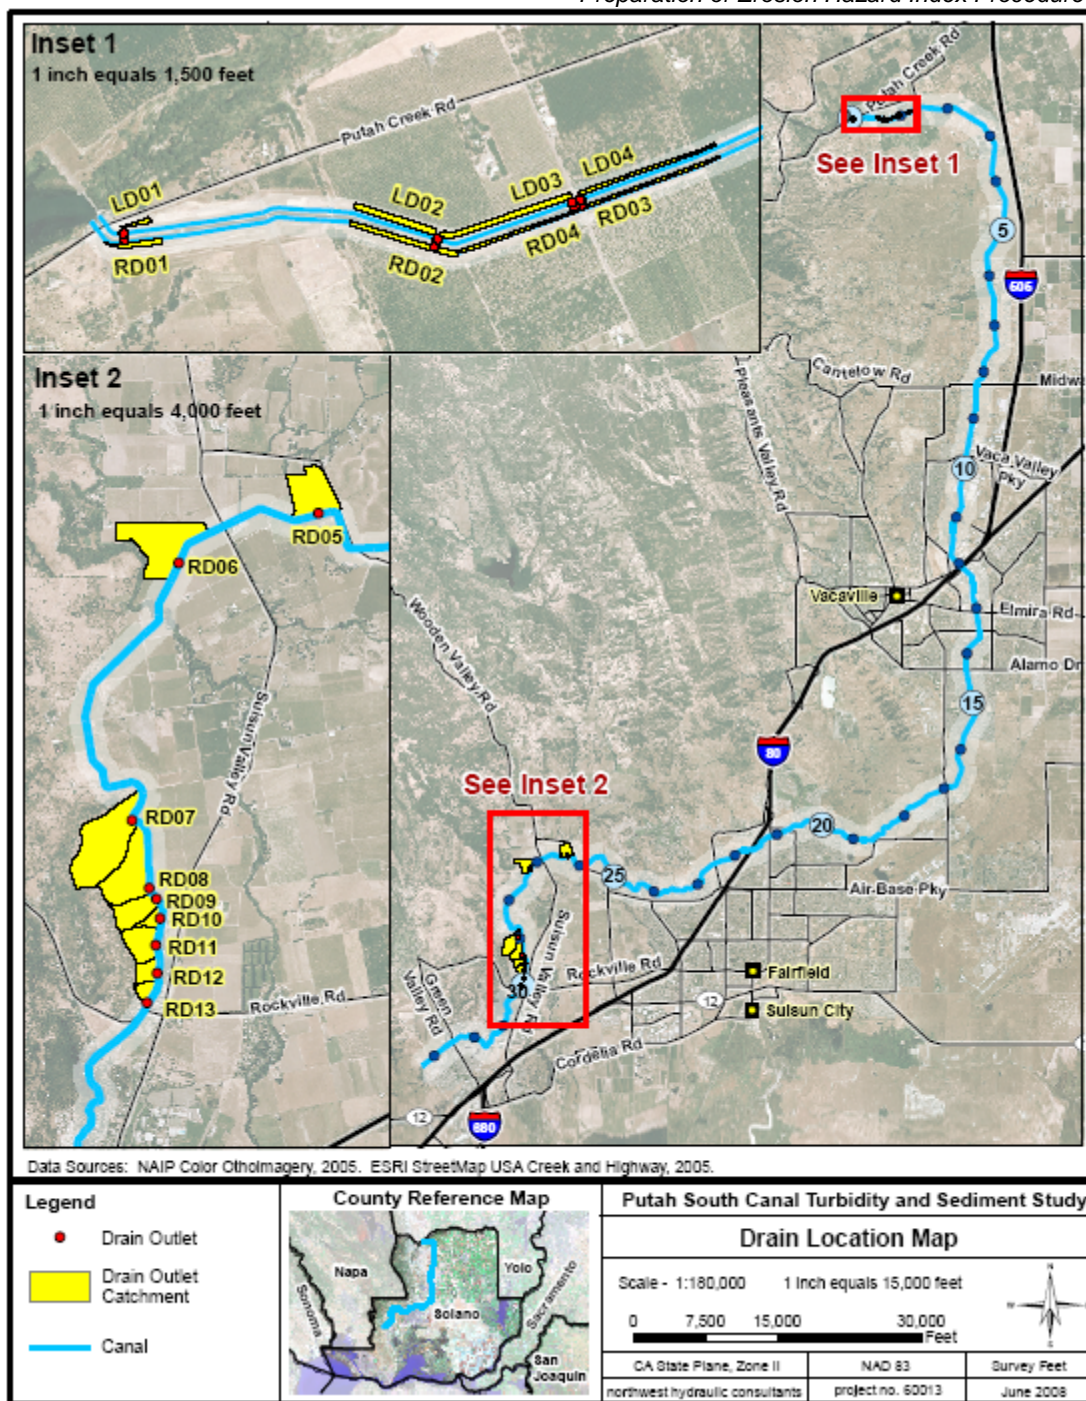 Preparation of Erosion Hazard Index Procedure
Inset 1
1 inch equals 1,500 feet
Putah Creek Rd
LD01
RD01
LD02
RD02
LD03
LD04
RD03
RD04
Putah Creek Rd
See Inset 1
5
606
Inset 2
1 inch equals 4,000 feet
RD05
RD06
Suisun Valley Rd
RD07
RD08
RD09
RD10
RD11
RD12
RD13
Rockville Rd
Pleasants Valley Rd
Cantelow Rd
Midwa
10
Vaca Valley
Pky
Vacaville
Elmira Rd
Alamo Dr
15
Wooden Valley Rd
80
See Inset 2
20
25
Air Base Pky
Suisun Valley Rd
Rockville Rd
Fairfield
30
12
Suisun City
Green
Valley Rd
Cordelia Rd
12
680
Data Sources: NAIP Color OthoImagery, 2005. ESRI StreetMap USA Creek and Highway, 2005.
Legend
Drain Outlet
Drain Outlet
Catchment
Canal
County Reference Map
Napa
Yolo
Sonoma
Solano
Sacramento
San
Joaquin
Putah South Canal Turbidity and Sediment Study
Drain Location Map
Scale - 1:180,000 1 Inch equals 15,000 feet
N
W
E
S
0 7,500 15,000 30,000
Feet
CA State Plane, Zone II NAD 83 Survey Feet
northwest hydraulic consultants project no. 60013 June 2008